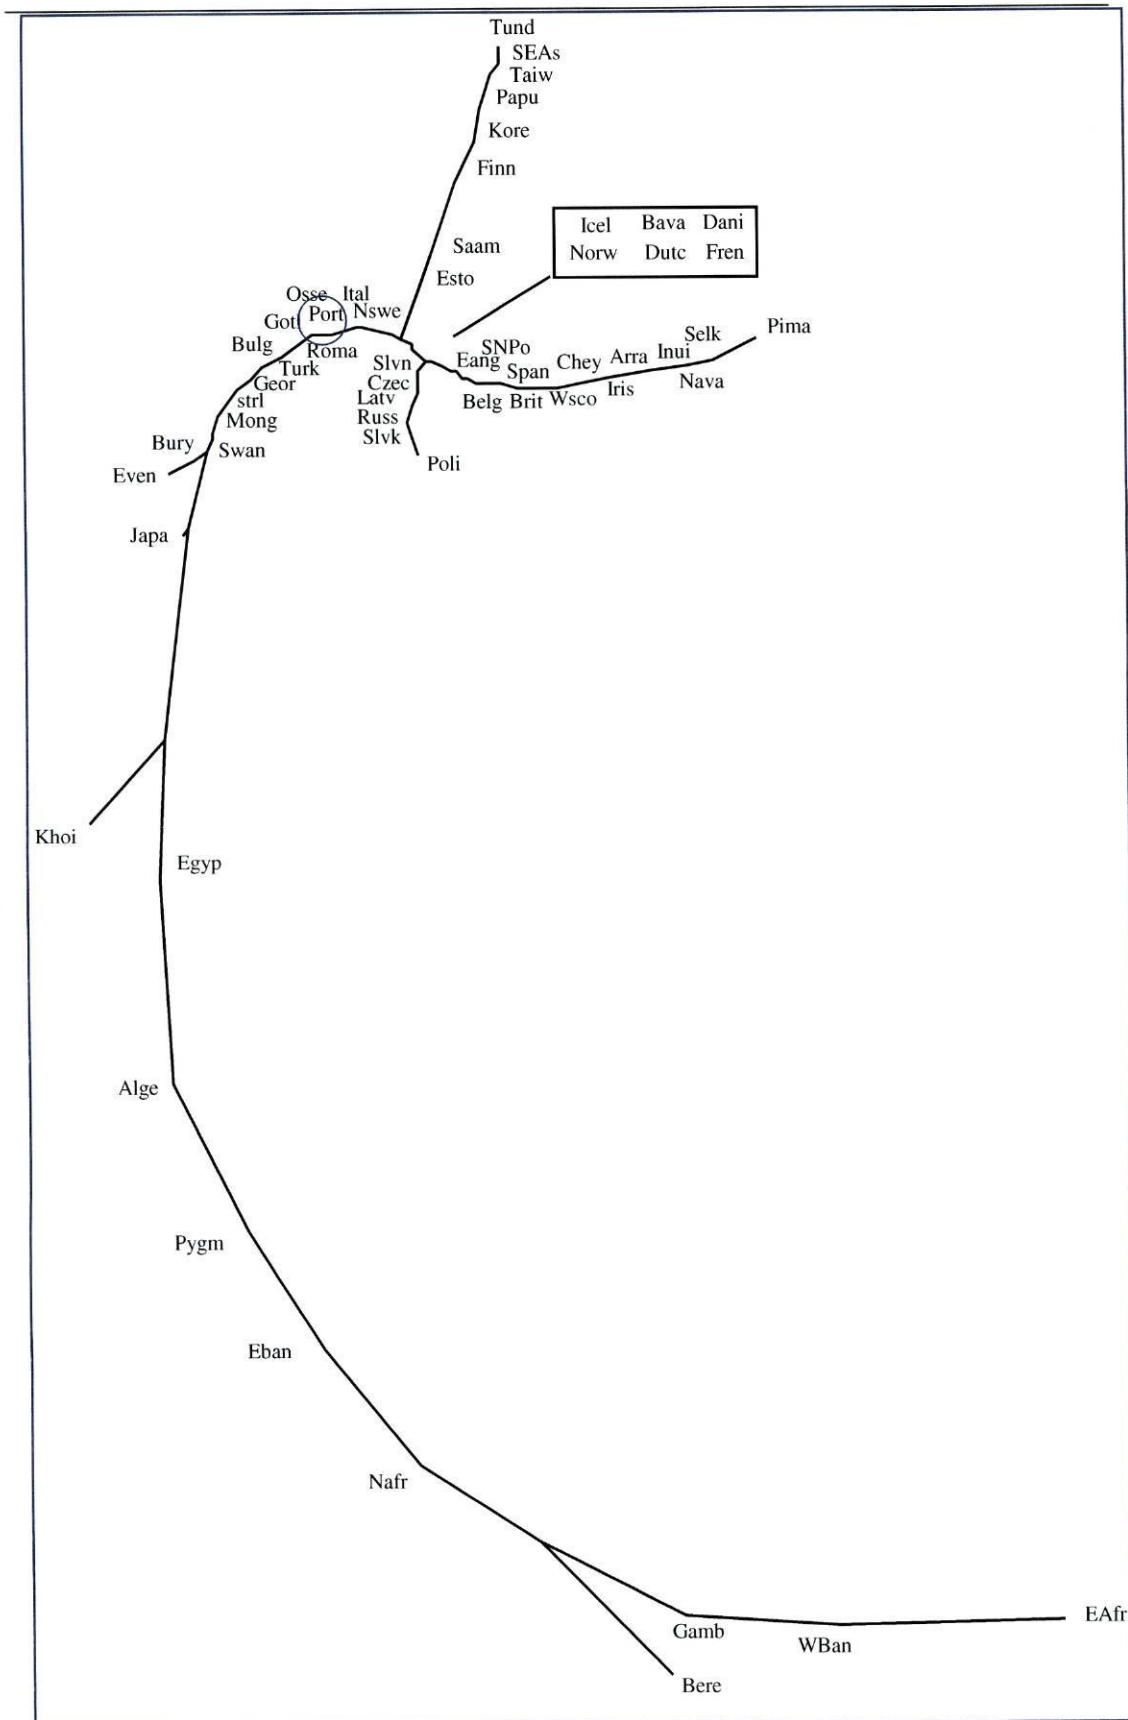 Tund
SEAs
Taiw
Papu
Kore
Finn
Icel Bava Dani
Norw Dutc Fren
Saam
Esto
Osse Ital
Gotl Port Nswe
Bulg Roma
Turk
Geor
strl
Mong
Bury Swan
Even
Japa
Slvn
Czec
Latv
Russ
Slvk
Poli
Eang SNPo
Span Chey Arra Inui Selk Pima
Belg Brit Wsco Iris Nava
Khoi
Egyp
Alge
Pygm
Eban
Nafr
Gamb
WBan
EAfr
Bere